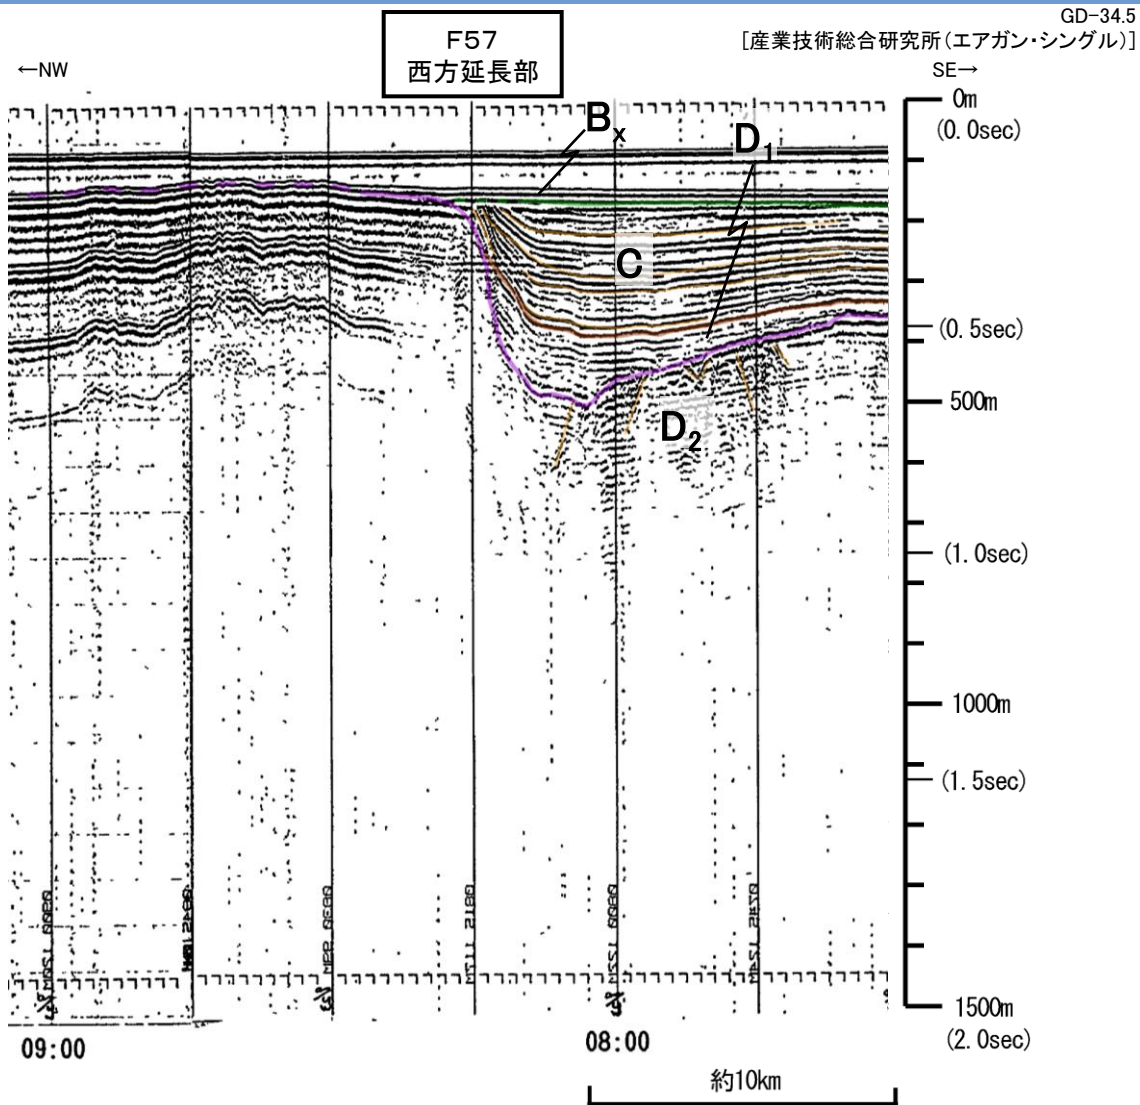 GD-34.5
[産業技術総合研究所(エアガン・シングル)]
F57
西方延長部
←NW
SE→
0m
(0.0sec)
Bx
D1
C
(0.5sec)
500m
D2
(1.0sec)
1000m
(1.5sec)
1500m
(2.0sec)
09:00
08:00
約10km